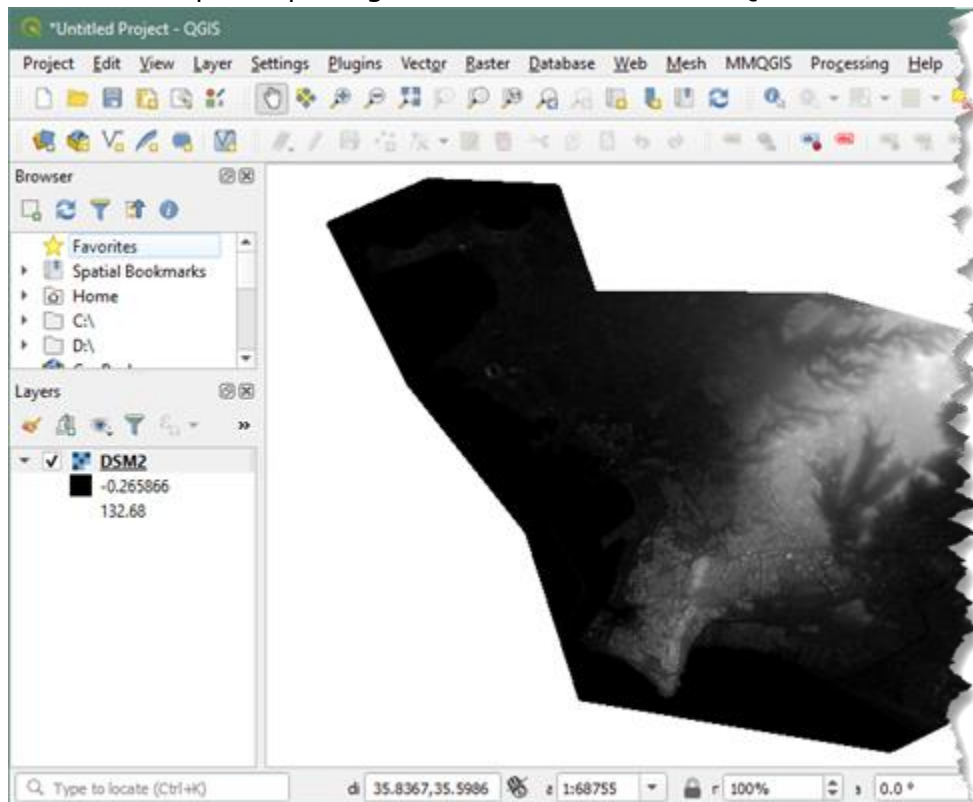 *Untitled Project - QGIS
Project Edit View Layer Settings Plugins Vector Raster Database Web Mesh MMQGIS Processing Help
Browser
Favorites
Spatial Bookmarks
Home
C:\
D:\
Layers
DSM2
-0.265866
132.68
Type to locate (Ctrl+K) di 35.8367,35.5986 1:68755 r 100% 0.0 °